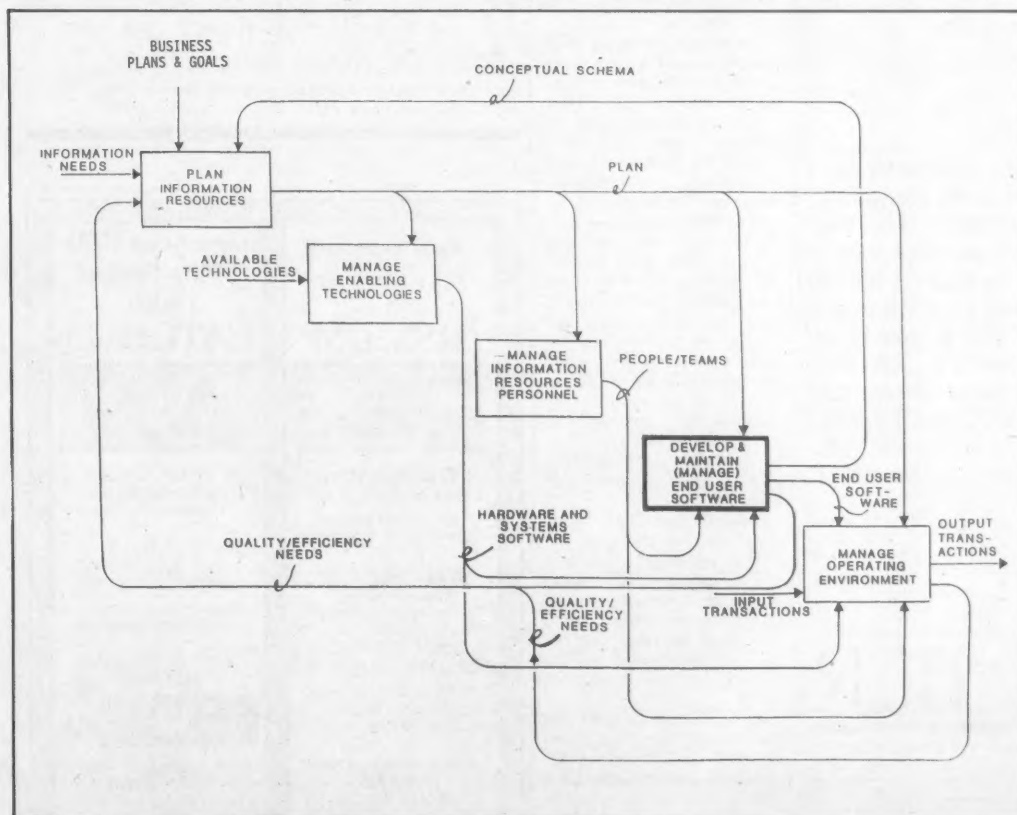 BUSINESS
PLANS & GOALS
CONCEPTUAL SCHEMA
INFORMATION
NEEDS
PLAN
INFORMATION
RESOURCES
PLAN
AVAILABLE
TECHNOLOGIES
MANAGE
ENABLING
TECHNOLOGIES
MANAGE
INFORMATION
RESOURCES
PERSONNEL
PEOPLE/TEAMS
DEVELOP &
MAINTAIN
(MANAGE)
END USER
SOFTWARE
END USER
SOFT-
WARE
HARDWARE AND
SYSTEMS
SOFTWARE
OUTPUT
TRANS-
ACTIONS
QUALITY/EFFICIENCY
NEEDS
MANAGE
OPERATING
ENVIRONMENT
INPUT
TRANSACTIONS
QUALITY/
EFFICIENCY
NEEDS